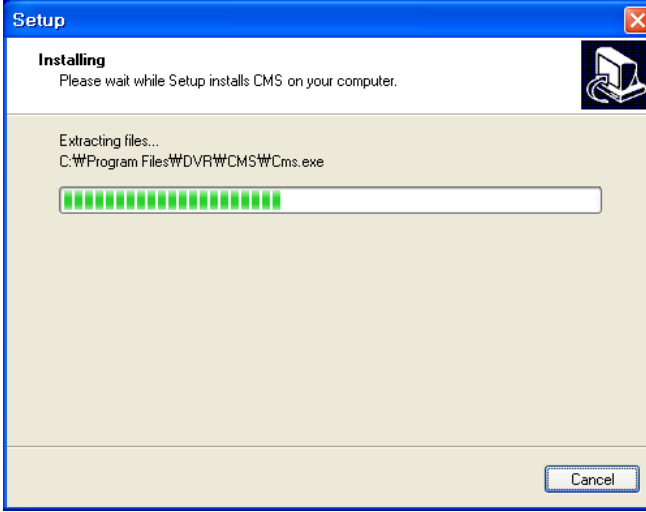 Setup
Installing
Please wait while Setup installs CMS on your computer.
Extracting files...
C:₩Program Files₩DVR₩CMS₩Cms.exe
Cancel